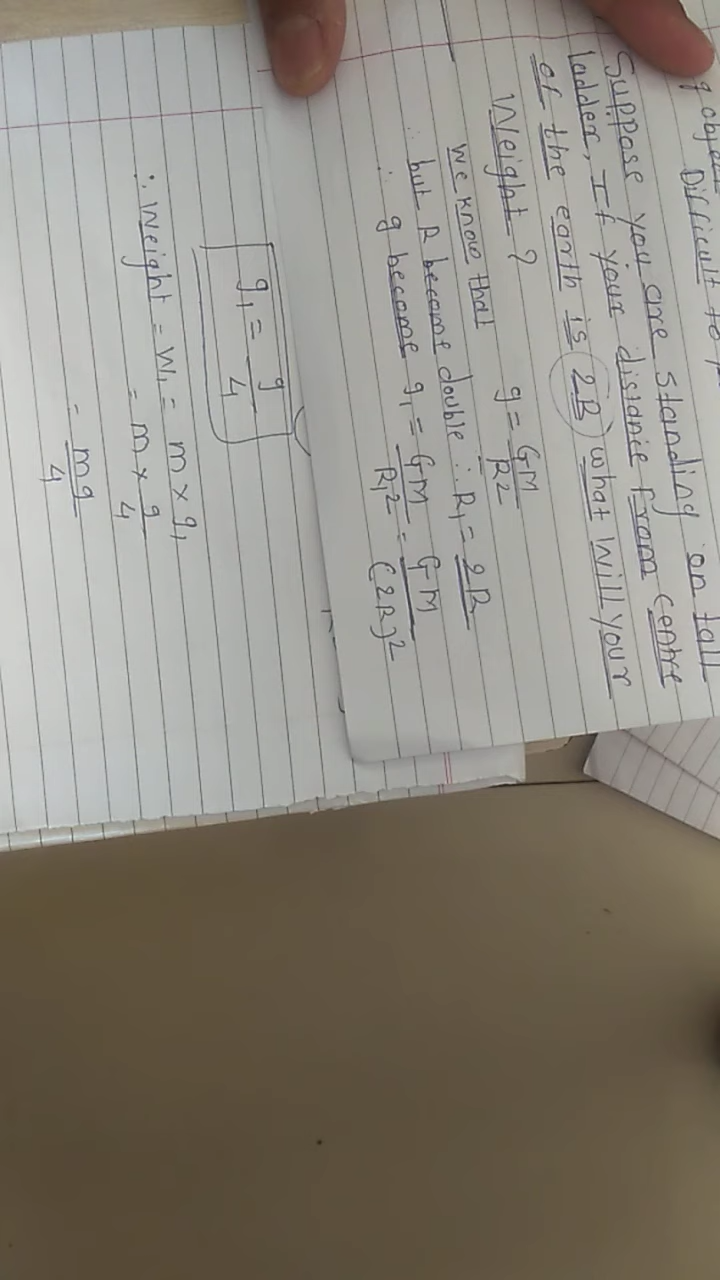 g obje
Difficult to
Suppose you are standing on tall
ladder, If your distance from centre
of the earth is 2R what will your
Weight ?
g = GM / R2
we know that
but R become double ∴ R1 = 2R
∴ g become g1 = GM / R1² = GM / (2R)²
g1 = g / 4
∴ Weight = W1 = m × g1
= m × g / 4
= mg / 4